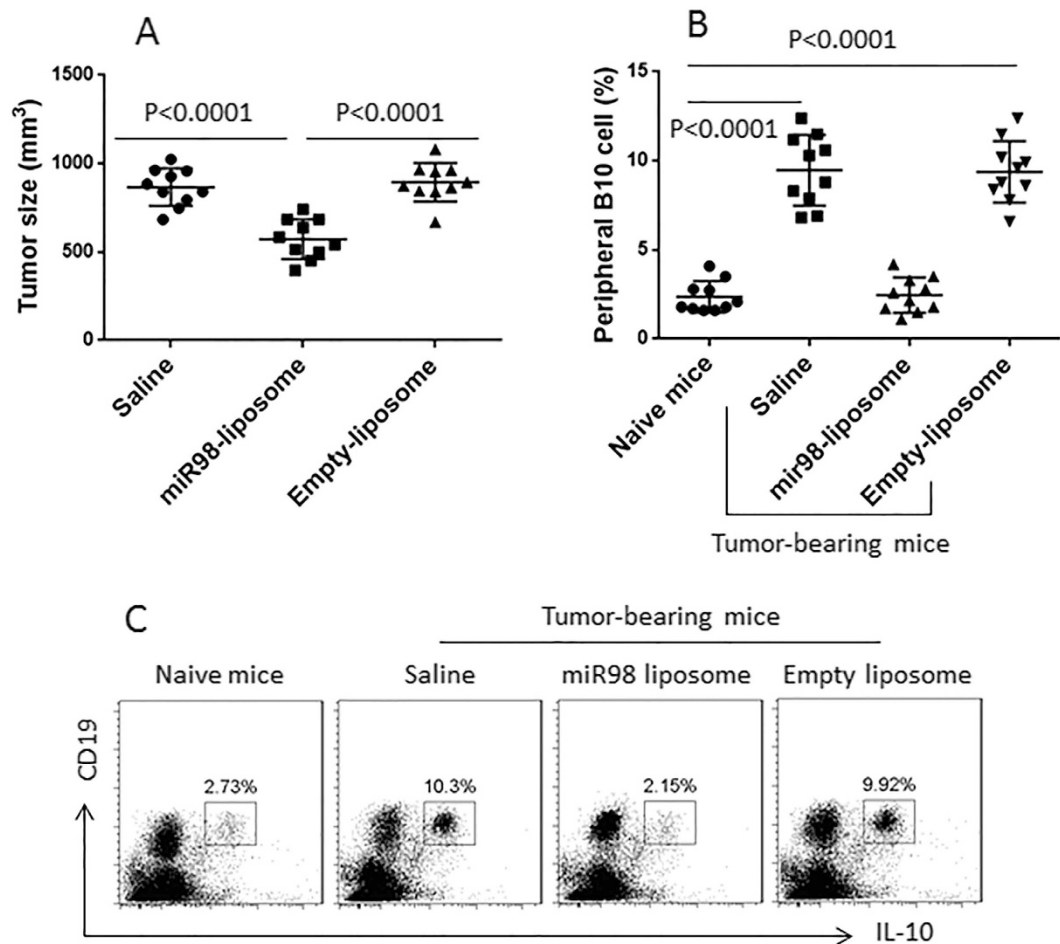 A
P<0.0001 P<0.0001
Tumor size (mm³)
1500
1000
500
0
Saline
miR98-liposome
Empty-liposome
B
P<0.0001
P<0.0001
Peripheral B10 cell (%)
15
10
5
0
Naive mice
Saline
mir98-liposome
Empty-liposome
Tumor-bearing mice
C
Tumor-bearing mice
Naive mice Saline miR98 liposome Empty liposome
CD19
2.73% 10.3% 2.15% 9.92%
IL-10